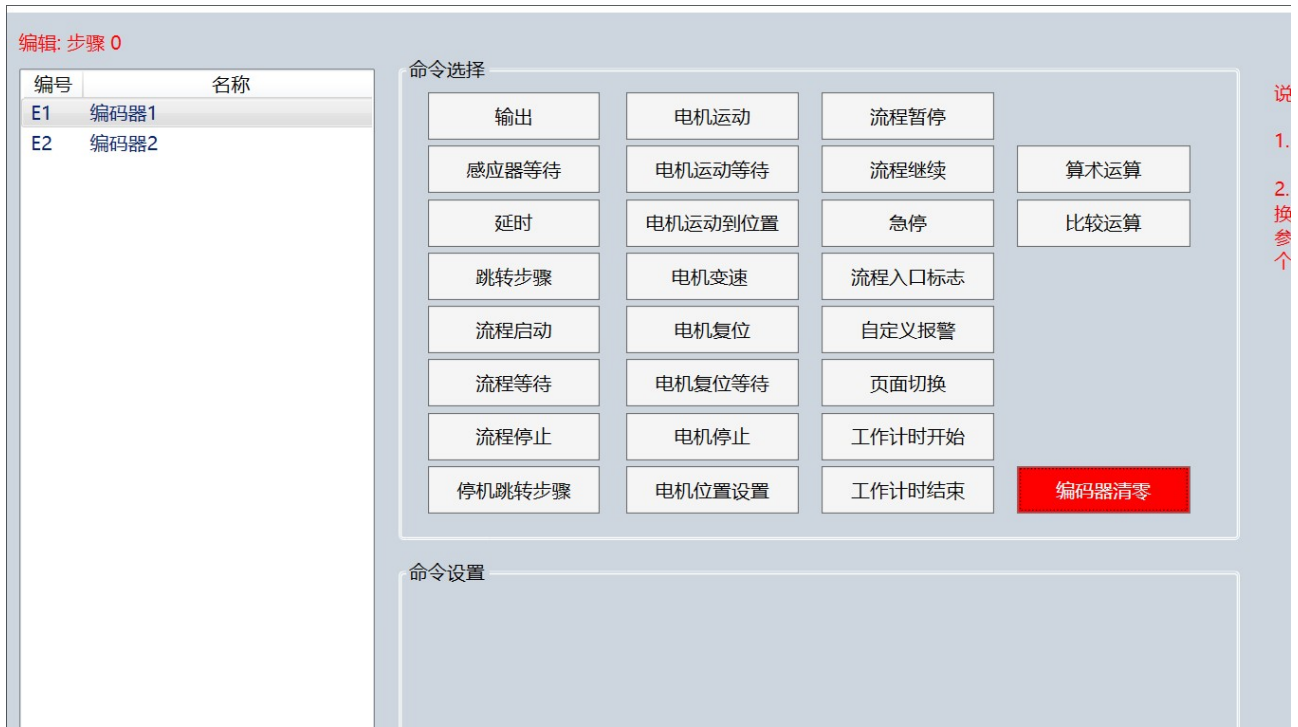 编辑: 步骤 0
编号 名称
E1 编码器1
E2 编码器2
命令选择
输出 电机运动 流程暂停
感应器等待 电机运动等待 流程继续 算术运算
延时 电机运动到位置 急停 比较运算
跳转步骤 电机变速 流程入口标志
流程启动 电机复位 自定义报警
流程等待 电机复位等待 页面切换
流程停止 电机停止 工作计时开始
停机跳转步骤 电机位置设置 工作计时结束 编码器清零
命令设置
说
1.
2.
换
参
个